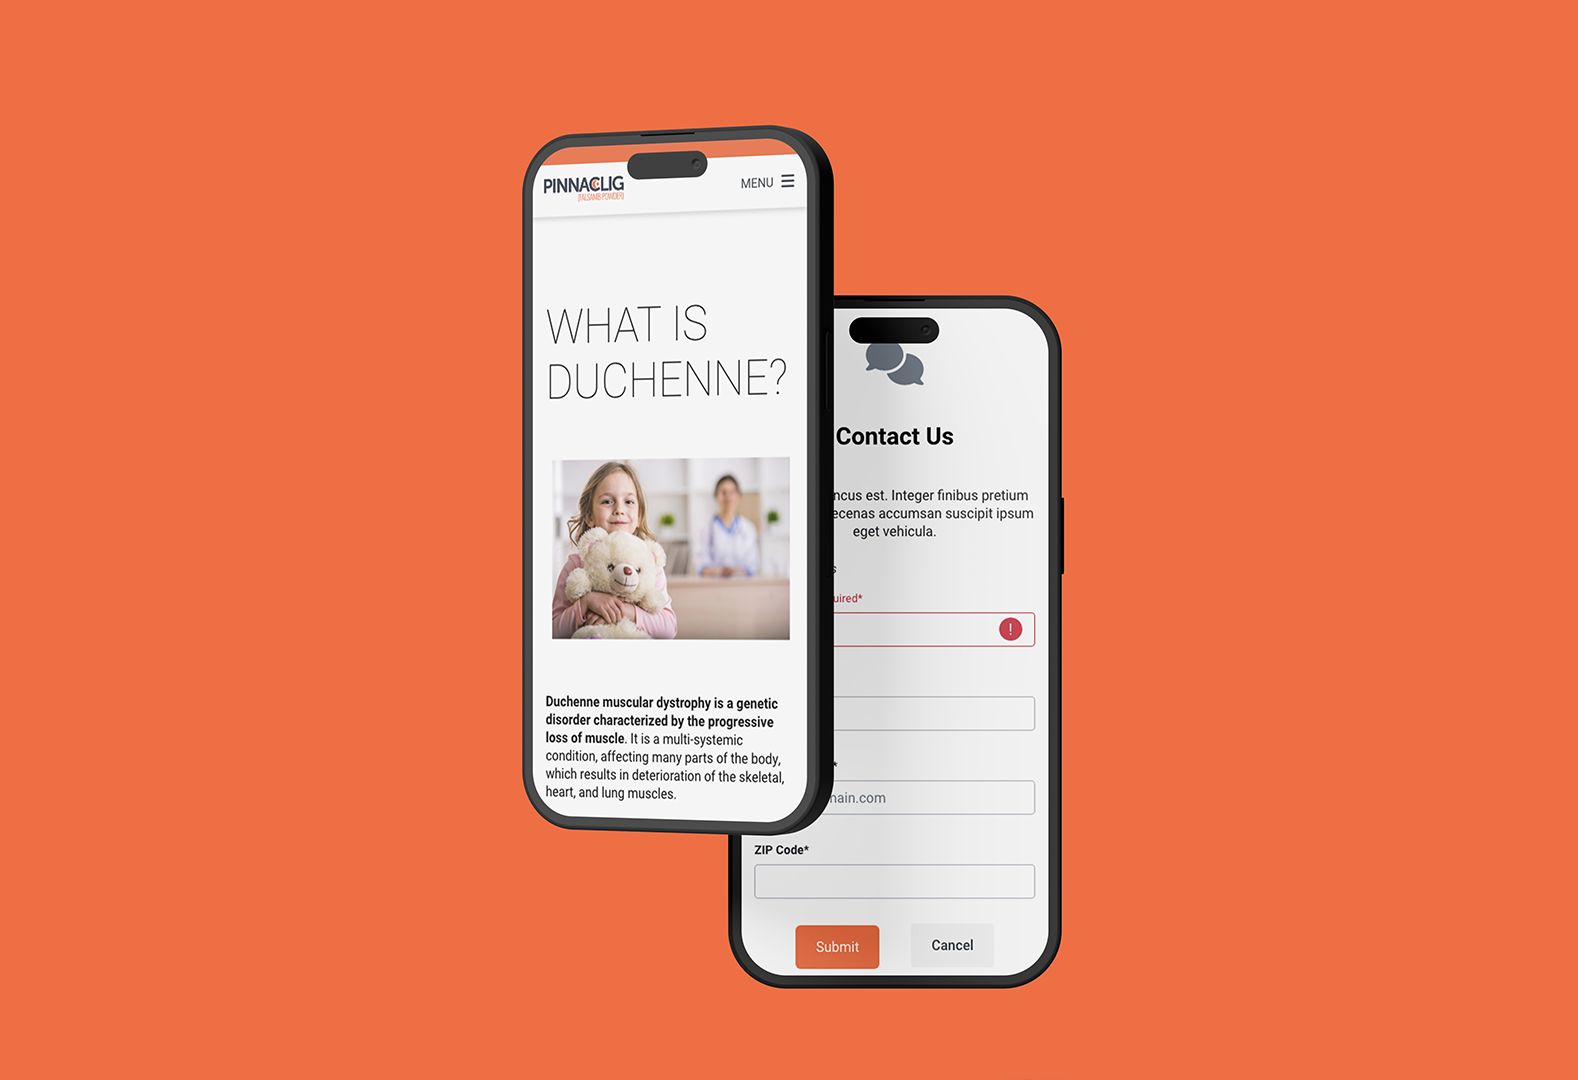 PINNACLIG
(FALSANIB POWDER)
MENU
WHAT IS
DUCHENNE?
Duchenne muscular dystrophy is a genetic
disorder characterized by the progressive
loss of muscle. It is a multi-systemic
condition, affecting many parts of the body,
which results in deterioration of the skeletal,
heart, and lung muscles.
Contact Us
ncus est. Integer finibus pretium
ecenas accumsan suscipit ipsum
eget vehicula.
s
uired*
!
*
main.com
ZIP Code*
Submit
Cancel